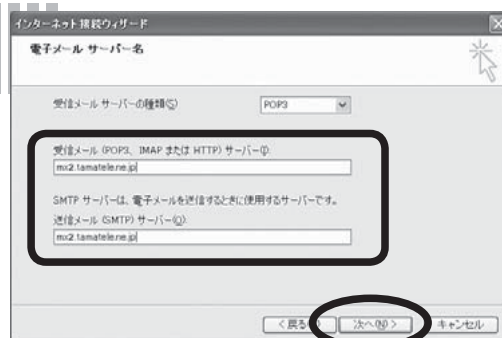 インターネット接続ウィザード
電子メール サーバー名
受信メール サーバーの種類(S)
POP3
受信メール (POP3、IMAP または HTTP) サーバー(I):
mx2.tamatele.ne.jp
SMTP サーバーは、電子メールを送信するときに使用するサーバーです。
送信メール (SMTP) サーバー(O):
mx2.tamatele.ne.jp
< 戻る
次へ(N) >
キャンセル